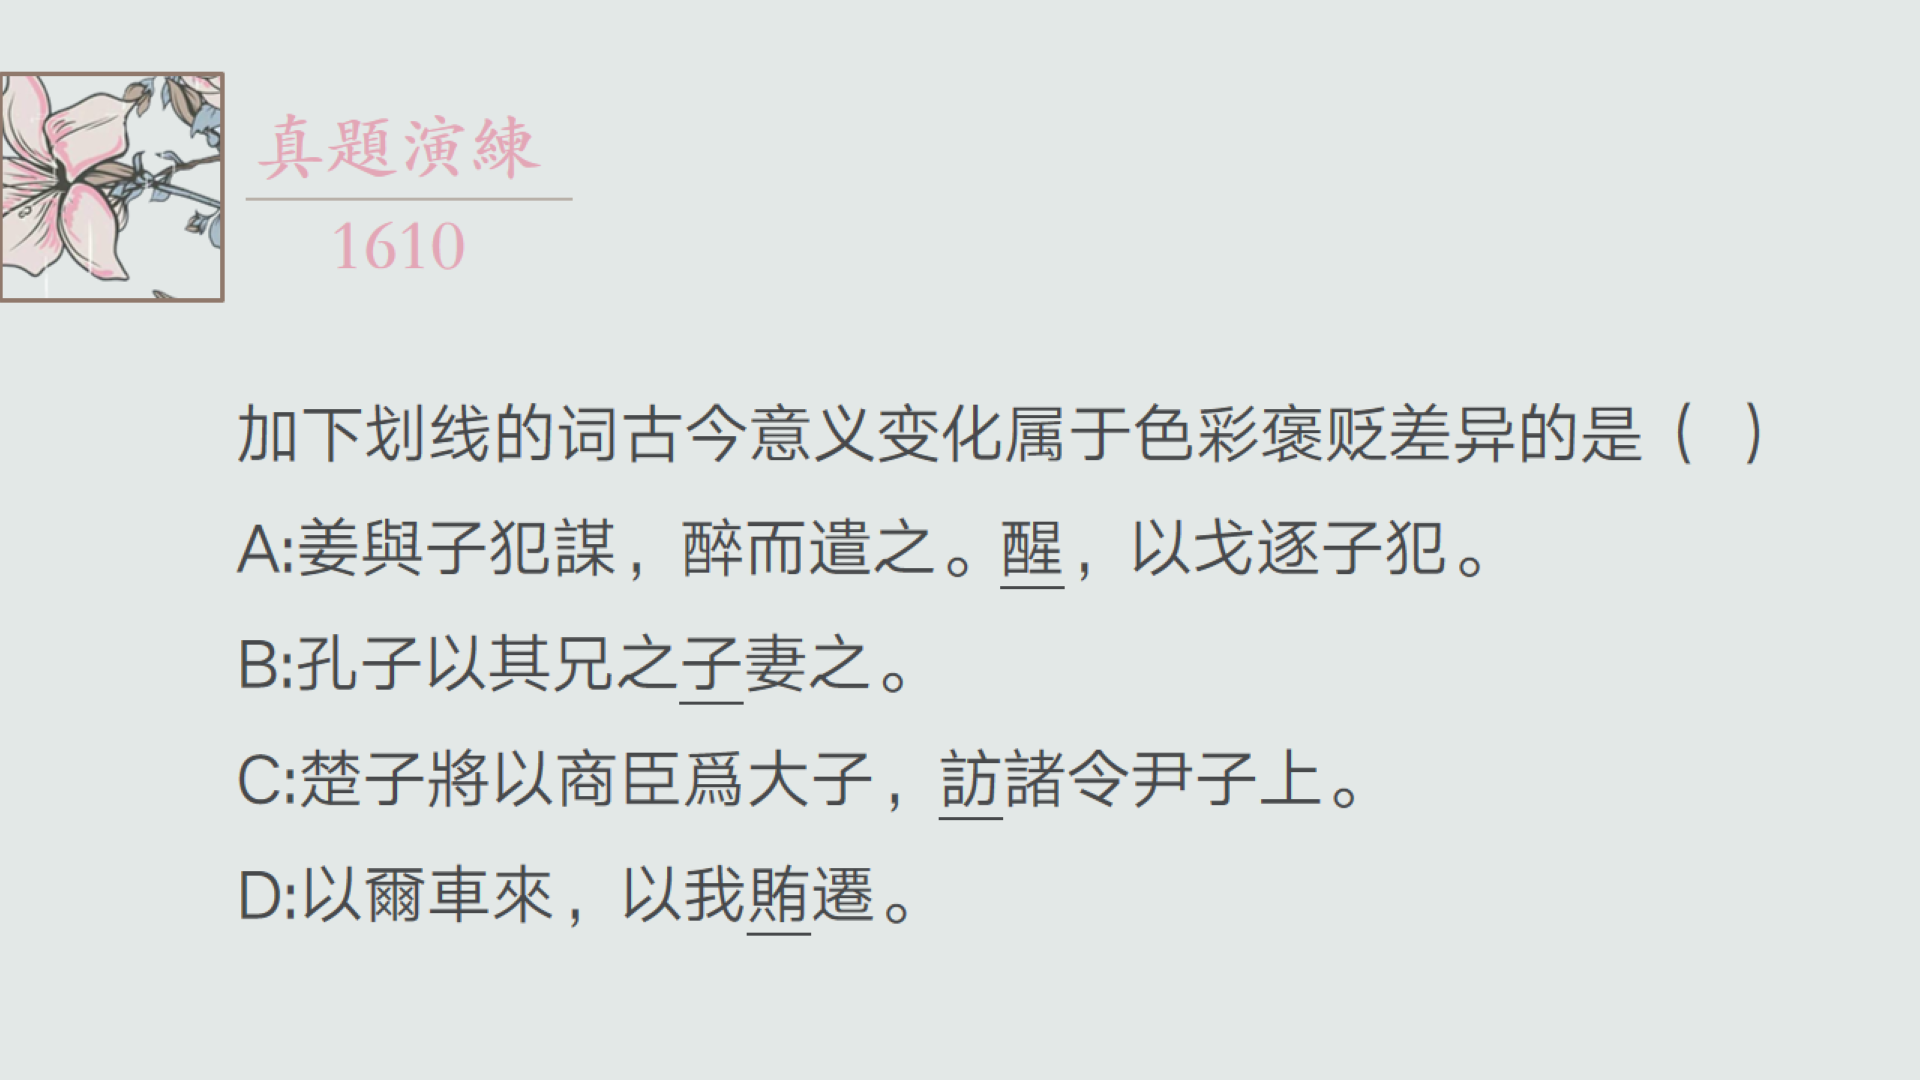 真題演練
1610
加下划线的词古今意义变化属于色彩褒贬差异的是（ ）
A:姜與子犯謀，醉而遣之。醒，以戈逐子犯。
B:孔子以其兄之子妻之。
C:楚子將以商臣爲大子，訪諸令尹子上。
D:以爾車來，以我賄遷。